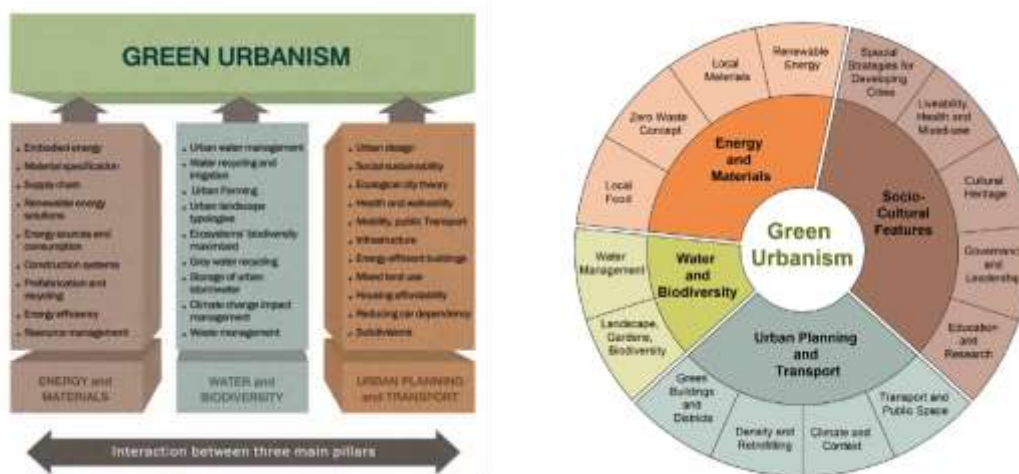 GREEN URBANISM
Embodied energy
Material specification
Supply chain
Renewable energy
solutions
Energy sources and
consumption
Construction systems
Prefabrication and
recycling
Energy efficiency
Resource management
ENERGY and
MATERIALS
Urban water management
Water recycling and
irrigation
Urban Farming
Urban landscape
typologies
Ecosystems' biodiversity
maximised
Grey water recycling
Storage of urban
stormwater
Climate change impact
management
Waste management
WATER and
BIODIVERSITY
Urban design
Social sustainability
Ecological city theory
Health and walkability
Mobility, public Transport
Infrastructure
Energy efficient buildings
Mixed land use
Housing affordability
Reducing car dependency
Subdivisions
URBAN PLANNING
and TRANSPORT
Interaction between three main pillars
Green
Urbanism
Energy
and
Materials
Local
Food
Zero Waste
Concept
Local
Materials
Renewable
Energy
Socio-
Cultural
Features
Special
Strategies for
Developing
Cities
Liveability,
Health and
Mixed-use
Cultural
Heritage
Governance
and
Leadership
Education
and
Research
Urban Planning
and
Transport
Transport and
Public Space
Climate and
Context
Density and
Retrofitting
Green
Buildings
and
Districts
Water
and
Biodiversity
Landscape,
Gardens,
Biodiversity
Water
Management